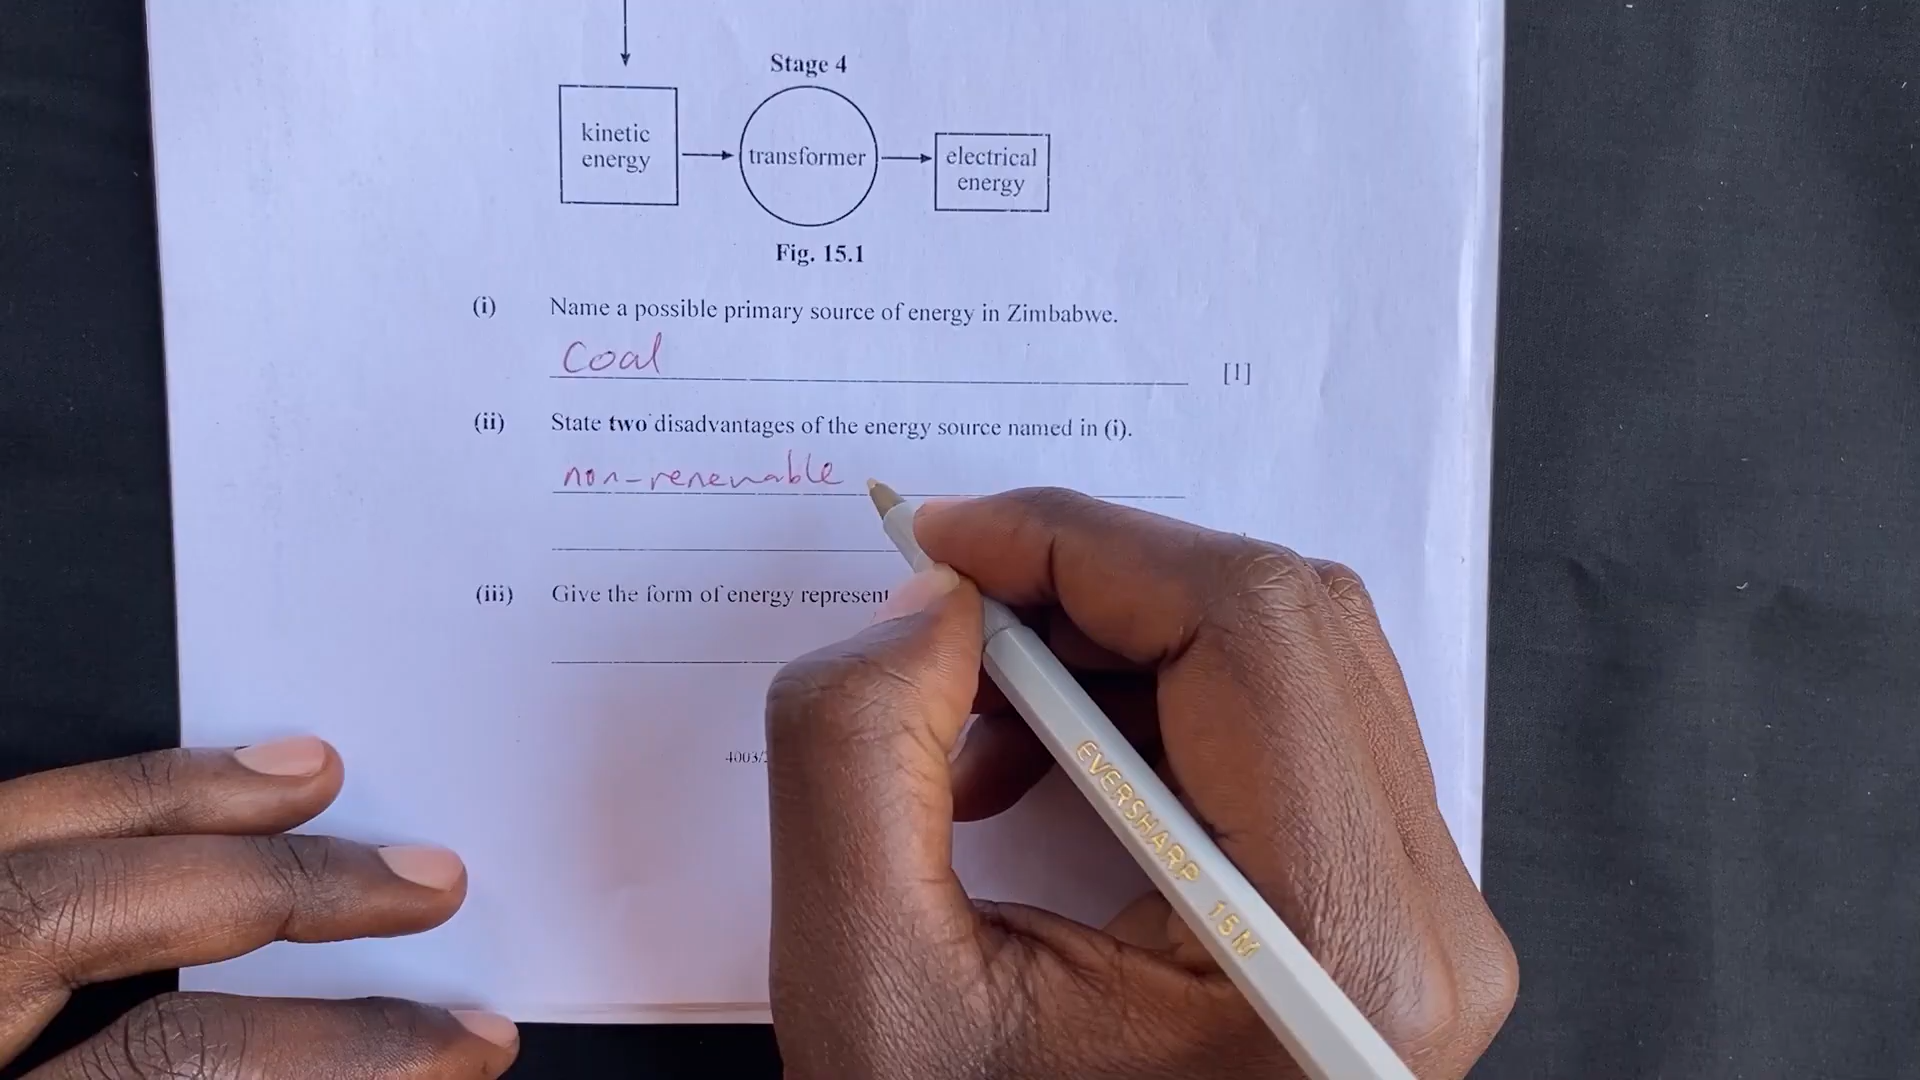 Stage 4
kinetic
energy
transformer
electrical
energy
Fig. 15.1
(i) Name a possible primary source of energy in Zimbabwe.
Coal
[1]
(ii) State two disadvantages of the energy source named in (i).
non-renewable
(iii) Give the form of energy represent
4003/
EVERSHARP 15M